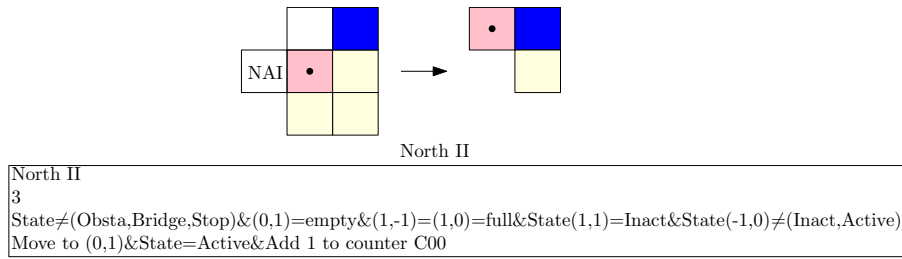 NAI
North II
North II
3
State≠(Obsta,Bridge,Stop)&(0,1)=empty&(1,-1)=(1,0)=full&State(1,1)=Inact&State(-1,0)≠(Inact,Active)
Move to (0,1)&State=Active&Add 1 to counter C00